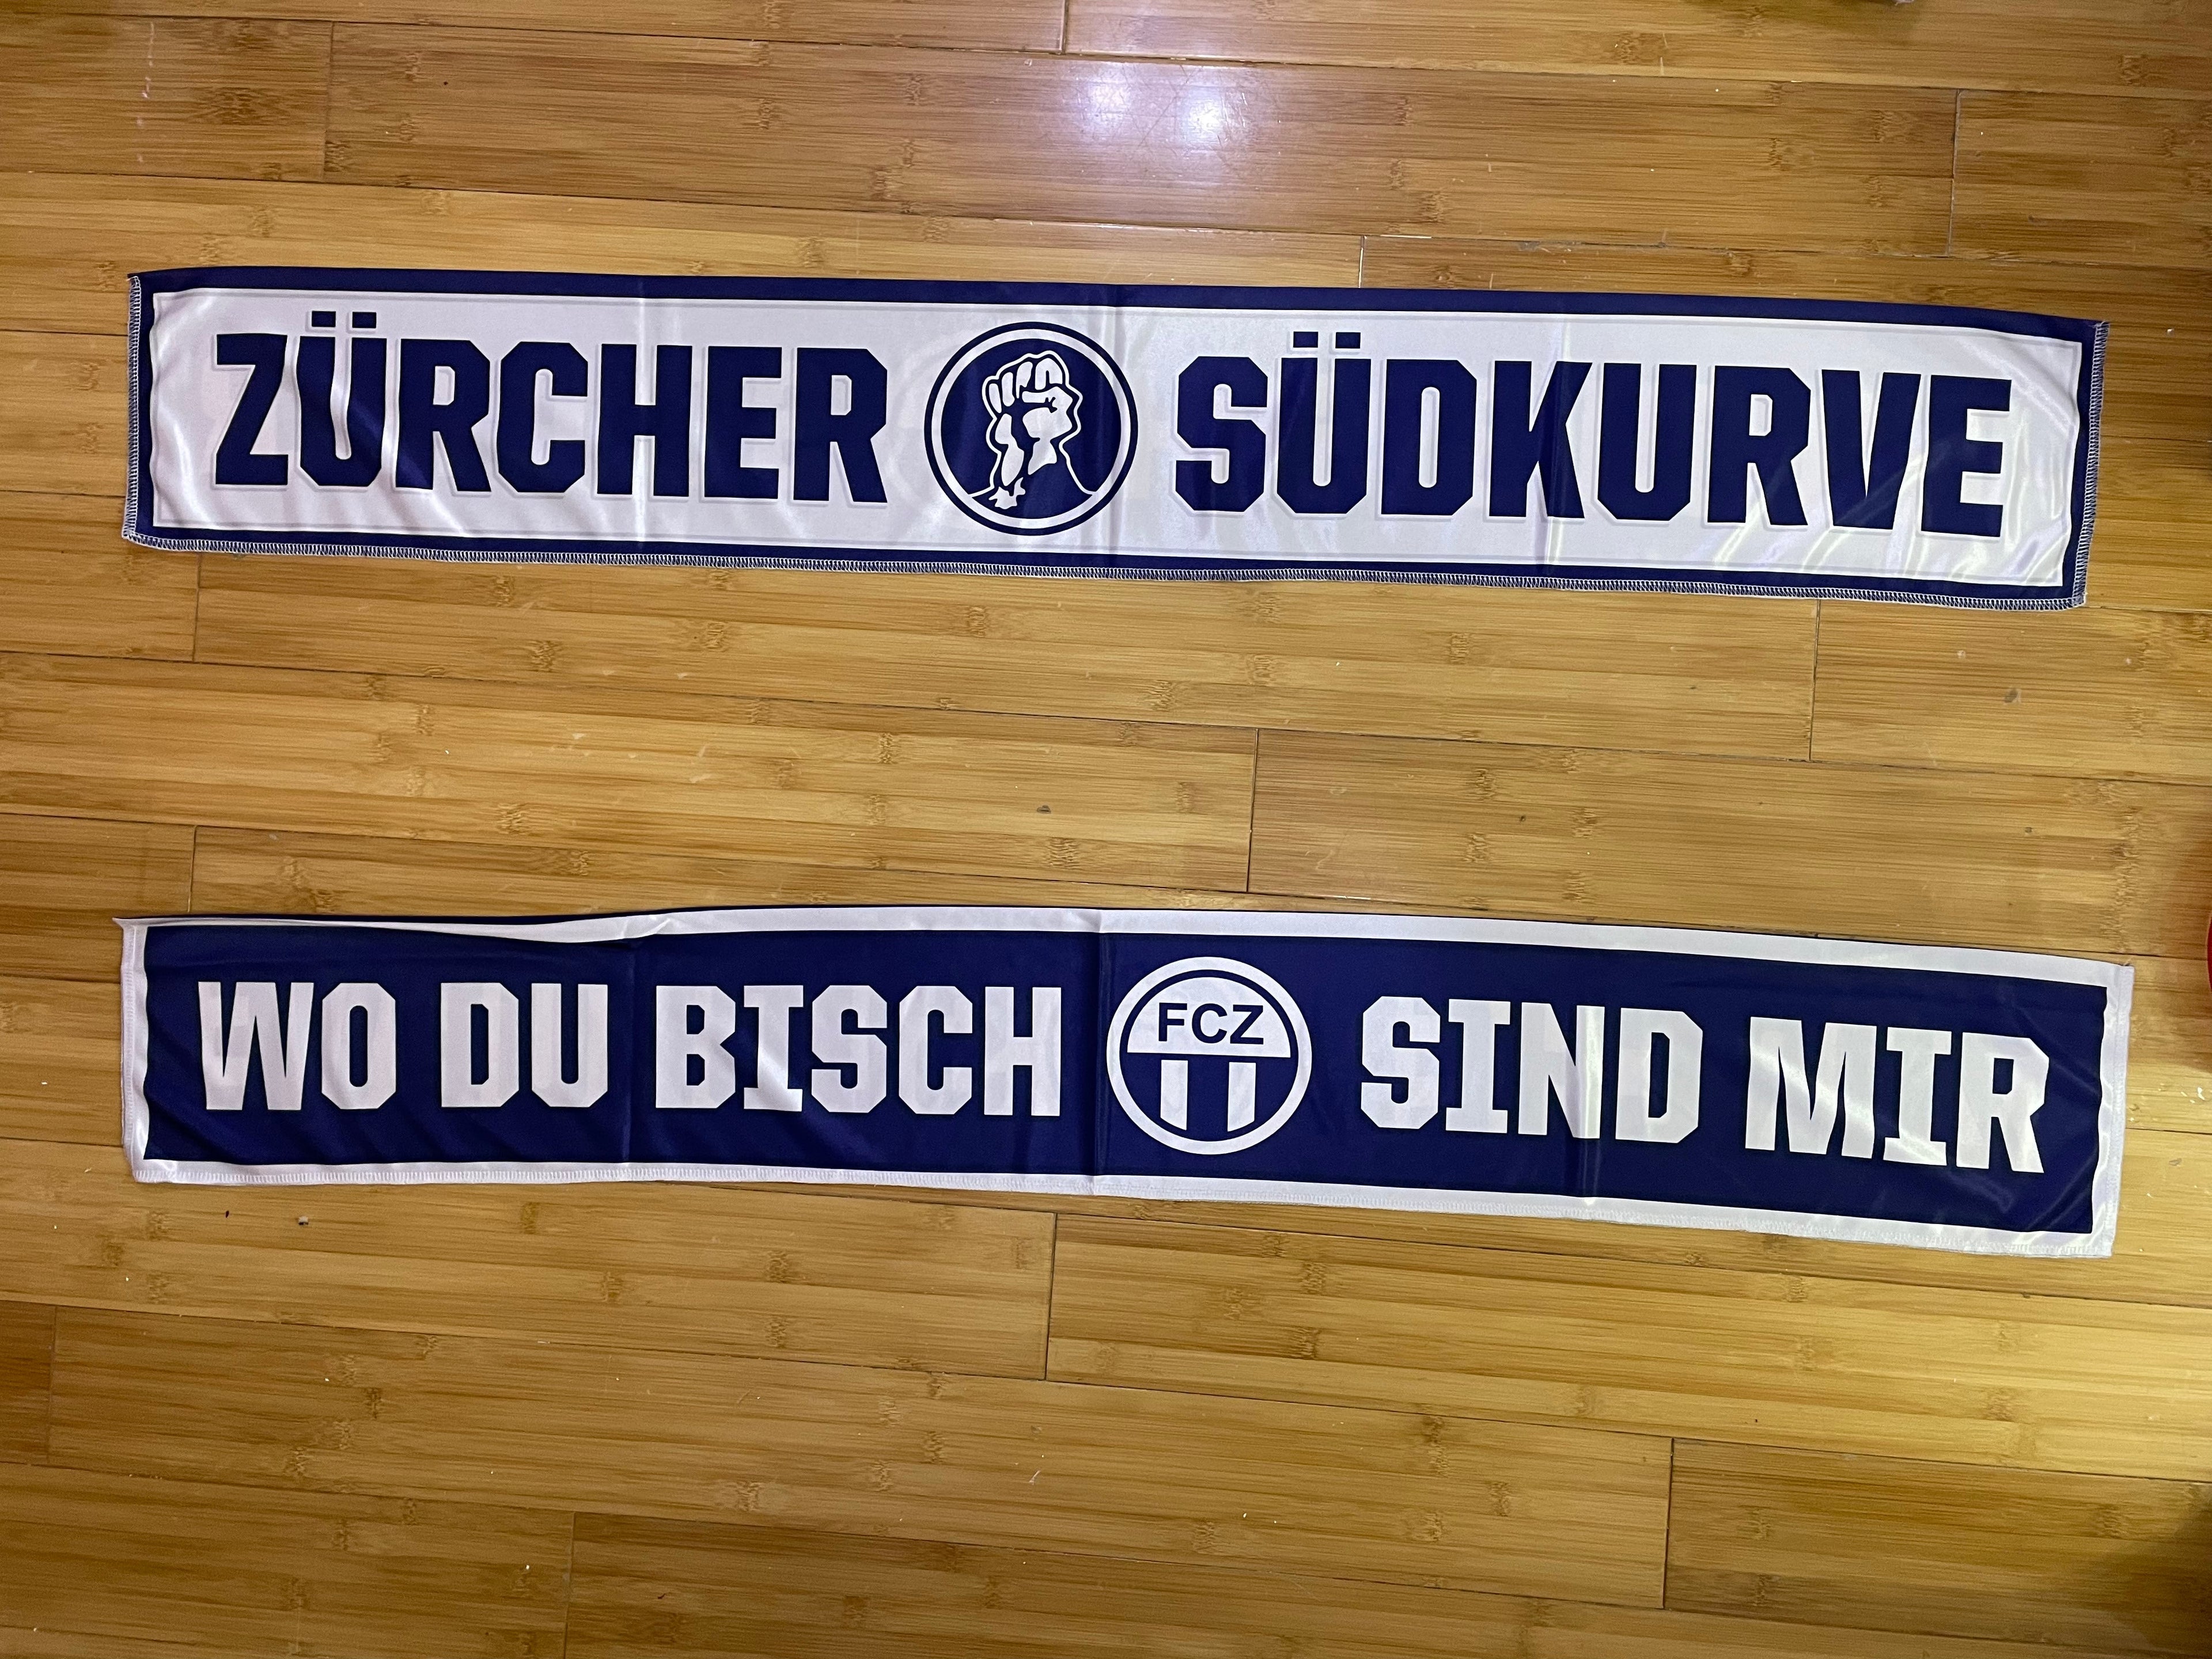 ZÜRCHER SÜDKURVE
WO DU BISCH FCZ SIND MIR